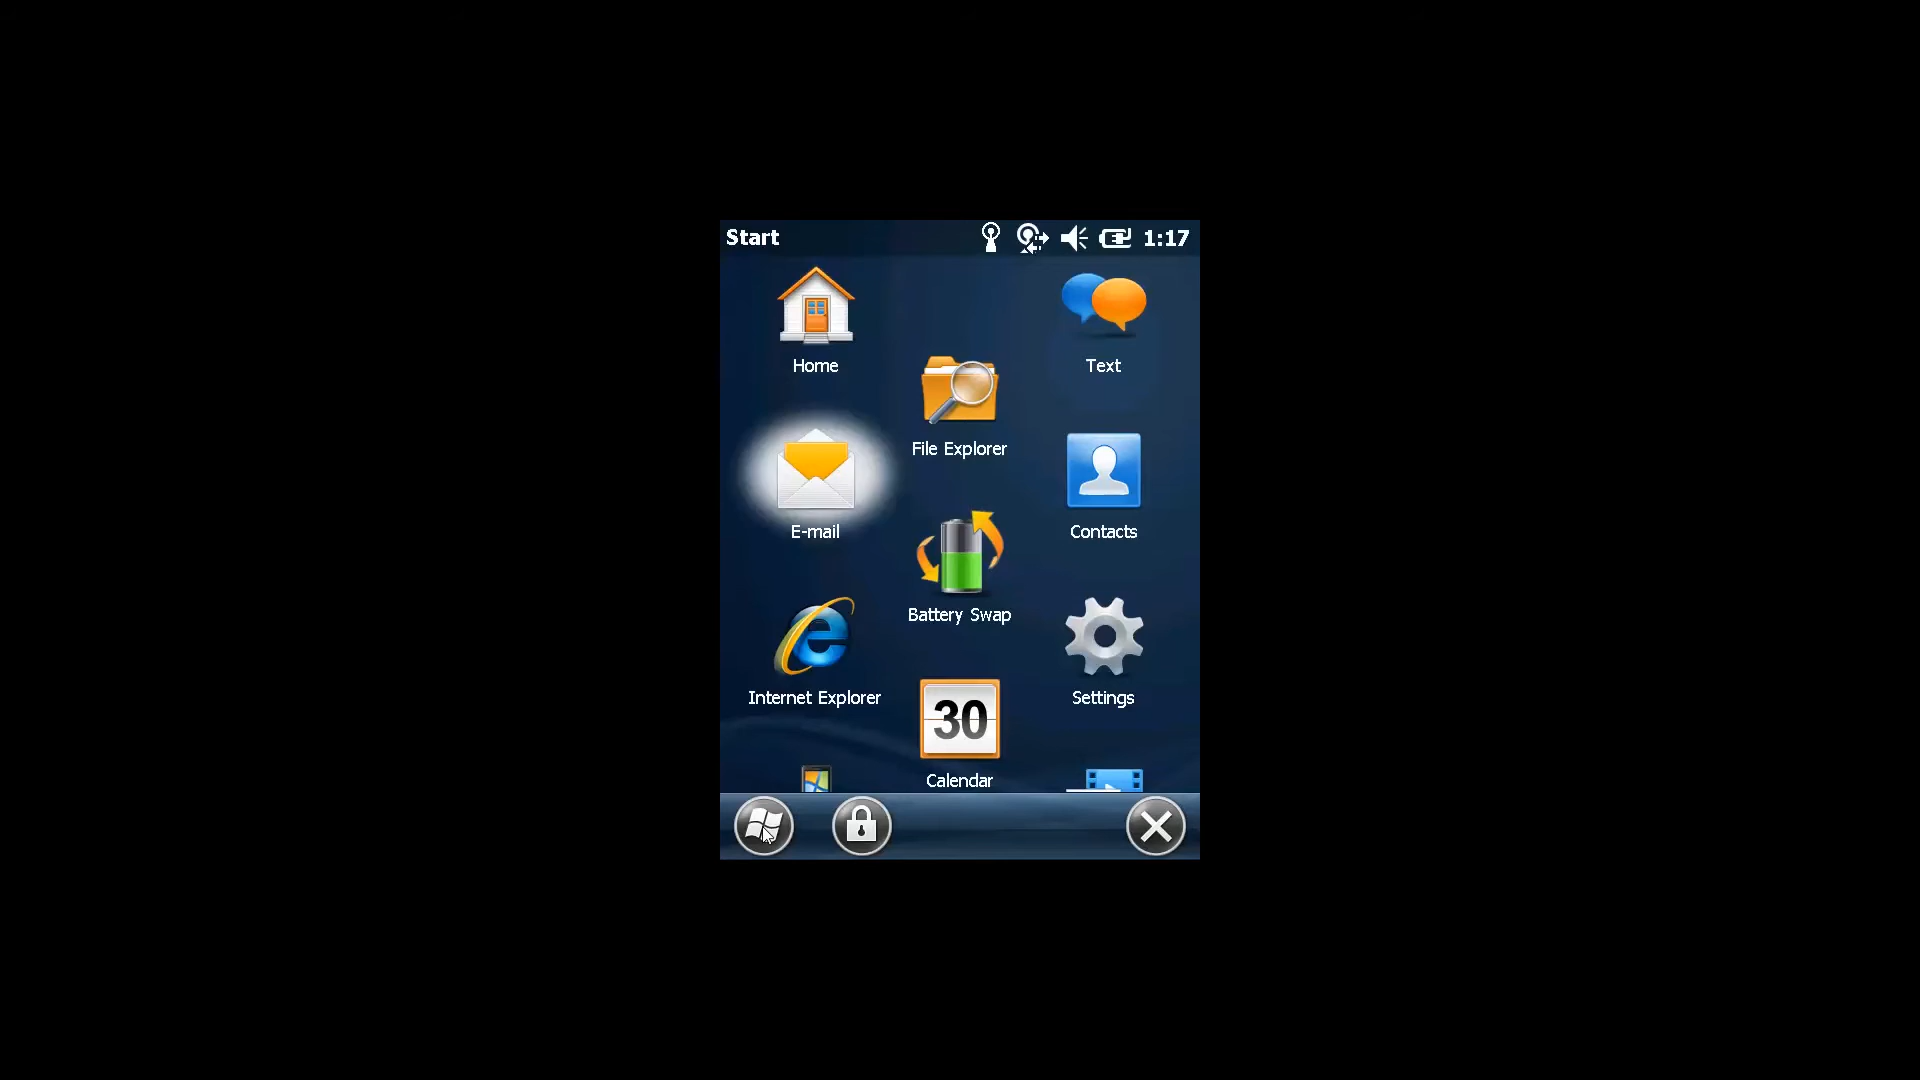 Start 1:17
Home
Text
File Explorer
E-mail
Contacts
Battery Swap
Internet Explorer
Settings
30
Calendar